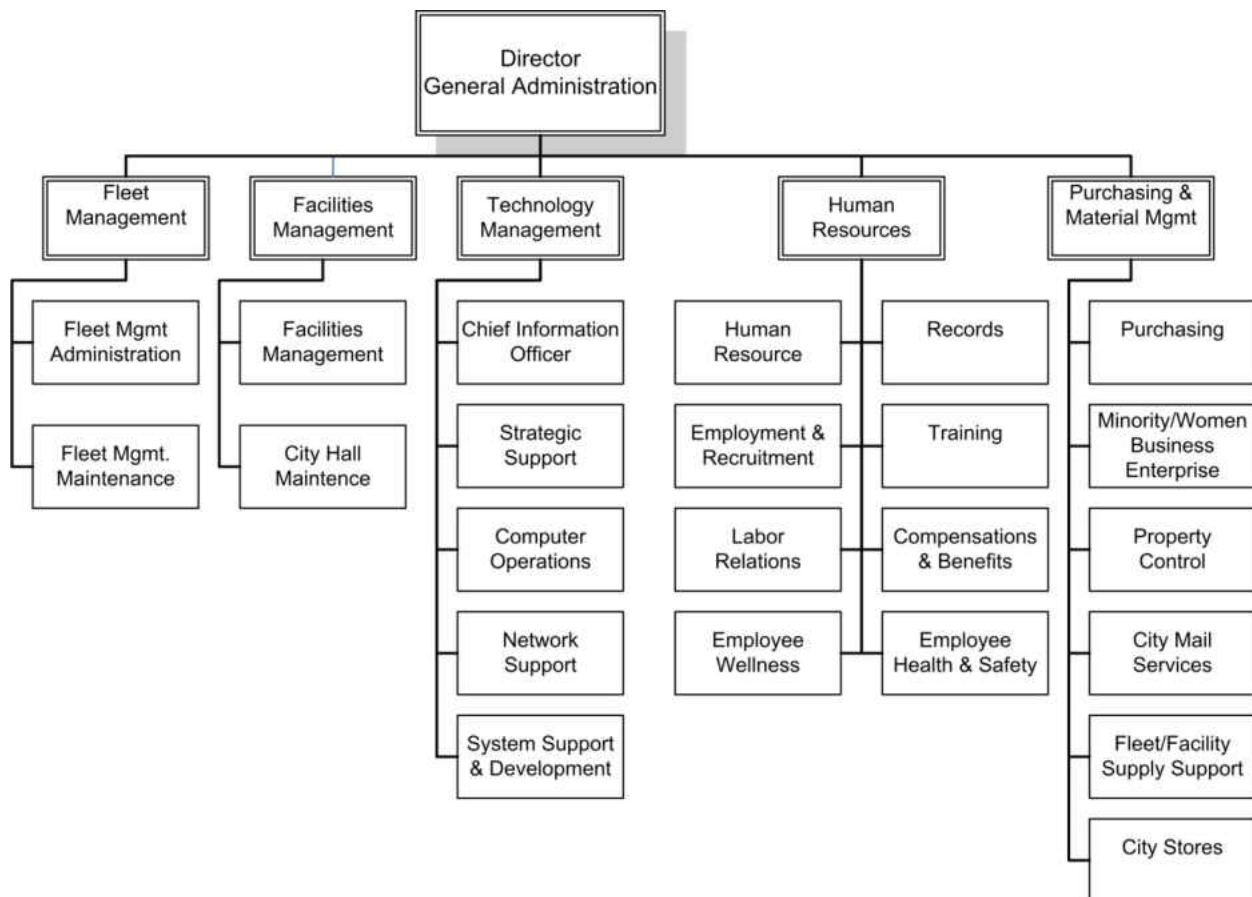 Director
General Administration
Fleet
Management
Facilities
Management
Technology
Management
Human
Resources
Purchasing &
Material Mgmt
Fleet Mgmt
Administration
Fleet Mgmt.
Maintenance
Facilities
Management
City Hall
Maintence
Chief Information
Officer
Strategic
Support
Computer
Operations
Network
Support
System Support
& Development
Human
Resource
Records
Employment &
Recruitment
Training
Labor
Relations
Compensations
& Benefits
Employee
Wellness
Employee
Health & Safety
Purchasing
Minority/Women
Business
Enterprise
Property
Control
City Mail
Services
Fleet/Facility
Supply Support
City Stores